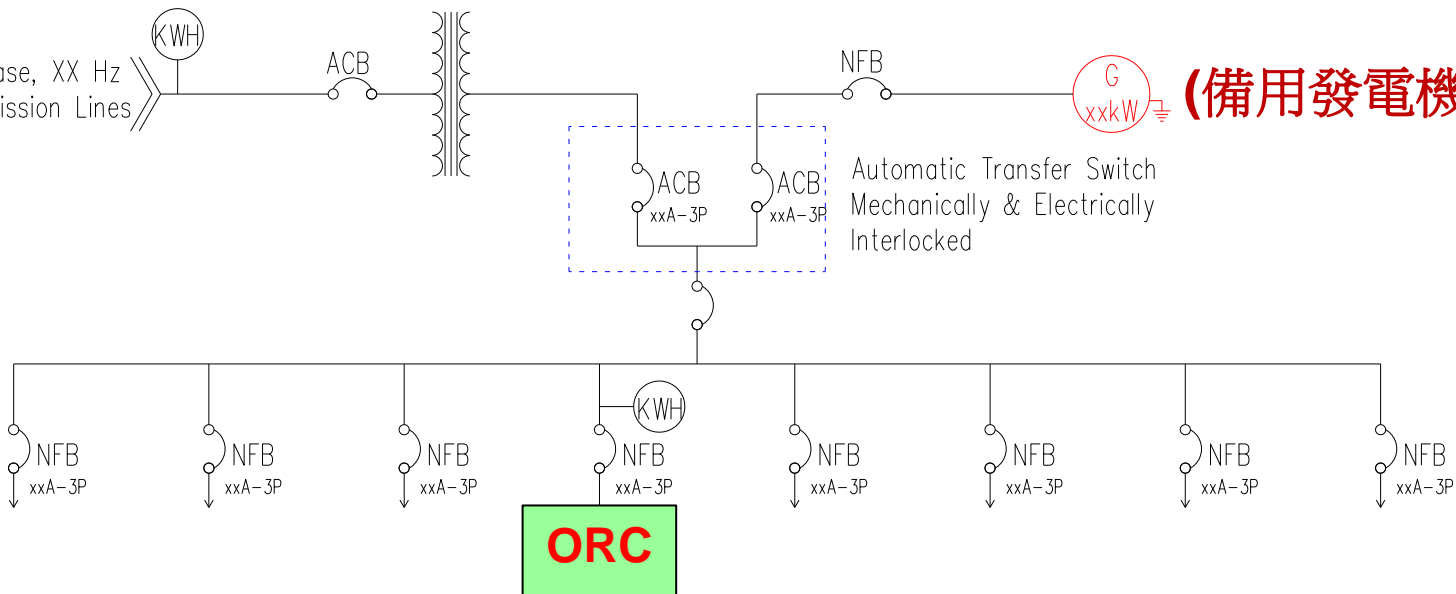 KWH
Hz
XX
Lines
ACB
NFB
G
xxkW
(備用發電機
ACB
xxA-3P
ACB
xxA-3P
Automatic Transfer Switch
Mechanically & Electrically
Interlocked
KWH
NFB
xxA-3P
NFB
xxA-3P
NFB
xxA-3P
NFB
xxA-3P
NFB
xxA-3P
NFB
xxA-3P
NFB
xxA-3P
NFB
xxA-3P
ORC